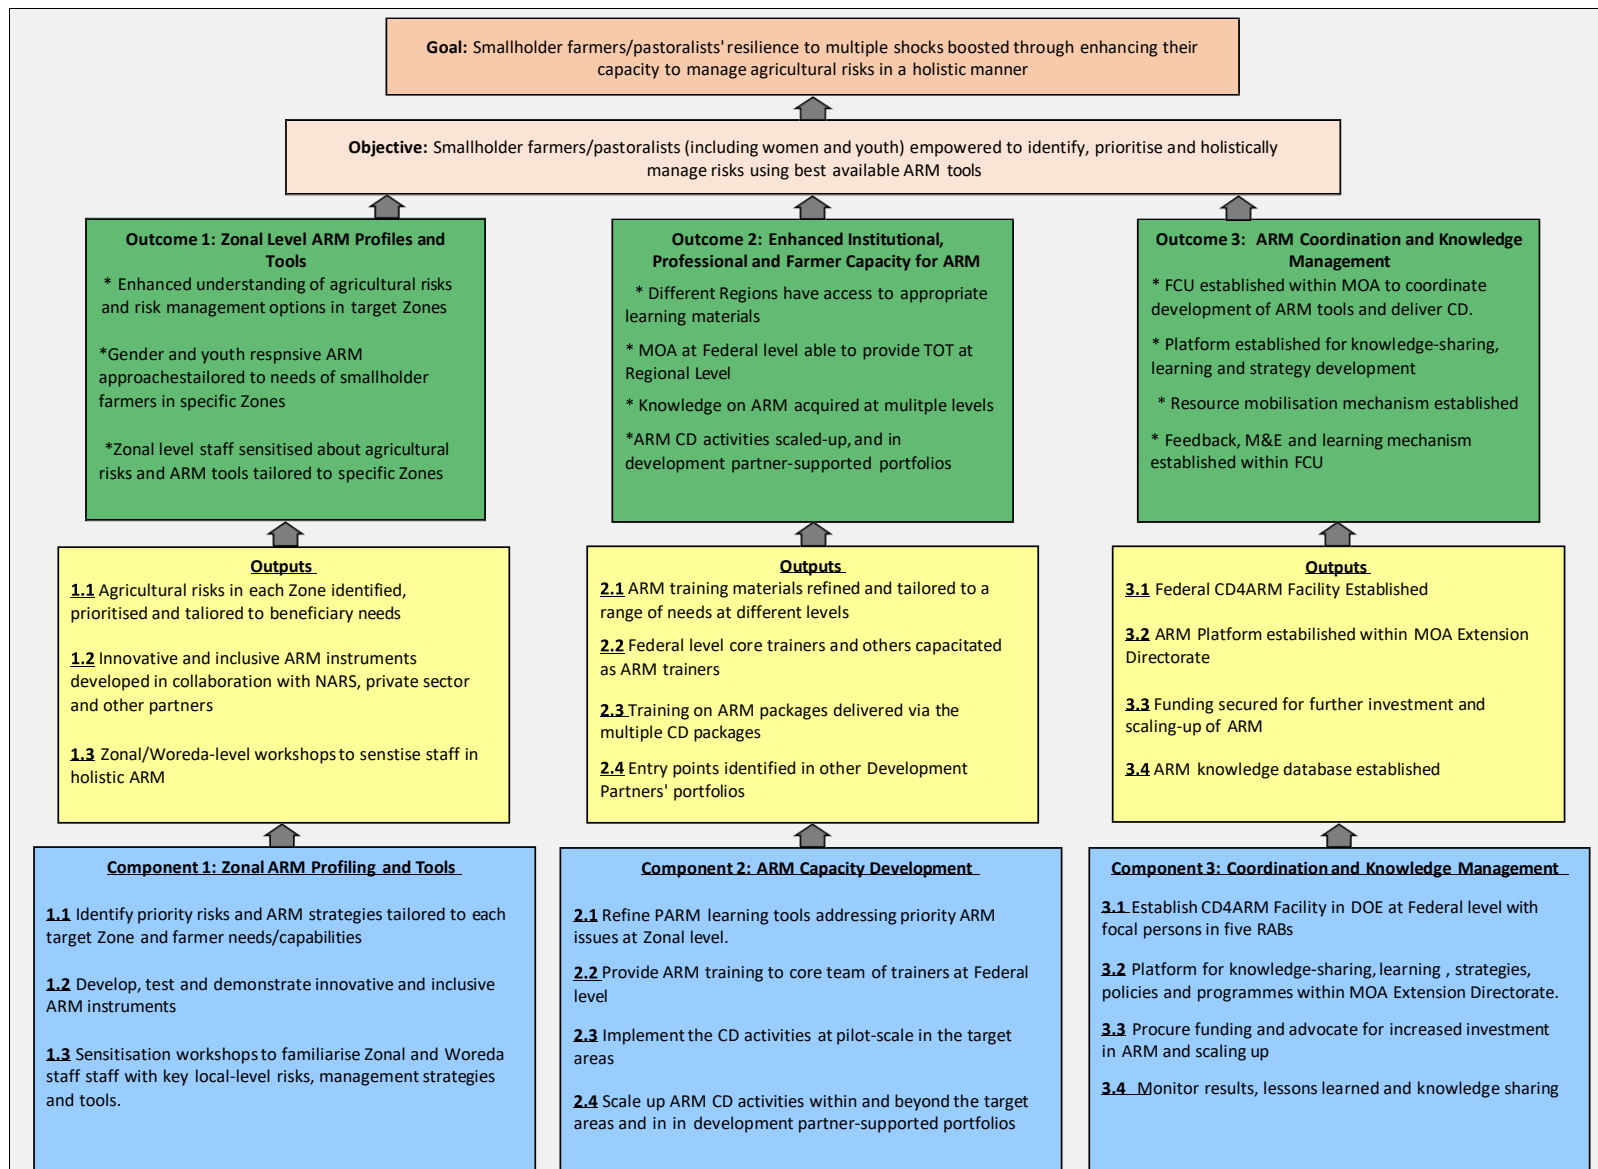 Goal: Smallholder farmers/pastoralists' resilience to multiple shocks boosted through enhancing their
capacity to manage agricultural risks in a holistic manner
Objective: Smallholder farmers/pastoralists (including women and youth) empowered to identify, prioritise and holistically
manage risks using best available ARM tools
Outcome 1: Zonal Level ARM Profiles and
Tools
* Enhanced understanding of agricultural risks
and risk management options in target Zones
*Gender and youth respnsive ARM
approachestailored to needs of smallholder
farmers in specific Zones
*Zonal level staff sensitised about agricultural
risks and ARM tools tailored to specific Zones
Outcome 2: Enhanced Institutional,
Professional and Farmer Capacity for ARM
* Different Regions have access to appropriate
learning materials
* MOA at Federal level able to provide TOT at
Regional Level
* Knowledge on ARM acquired at mulitple levels
*ARM CD activities scaled-up, and in
development partner-supported portfolios
Outcome 3: ARM Coordination and Knowledge
Management
* FCU established within MOA to coordinate
development of ARM tools and deliver CD.
* Platform established for knowledge-sharing,
learning and strategy development
* Resource mobilisation mechanism established
* Feedback, M&E and learning mechanism
established within FCU
Outputs
1.1 Agricultural risks in each Zone identified,
prioritised and talired to beneficiary needs
1.2 Innovative and inclusive ARM instruments
developed in collaboration with NARS, private sector
and other partners
1.3 Zonal/Woreda-level workshops to senstise staff in
holistic ARM
Outputs
2.1 ARM training materials refined and tailored to a
range of needs at different levels
2.2 Federal level core trainers and others capacitated
as ARM trainers
2.3 Training on ARM packages delivered via the
multiple CD packages
2.4 Entry points identified in other Development
Partners' portfolios
Outputs
3.1 Federal CD4ARM Facility Established
3.2 ARM Platform estabilished within MOA Extension
Directorate
3.3 Funding secured for further investment and
scaling-up of ARM
3.4 ARM knowledge database established
Component 1: Zonal ARM Profiling and Tools
1.1 Identify priority risks and ARM strategies tailored to each
target Zone and farmer needs/capabilities
1.2 Develop, test and demonstrate innovative and inclusive
ARM instruments
1.3 Sensitisation workshops to familiarise Zonal and Woreda
staff staff with key local-level risks, management strategies
and tools.
Component 2: ARM Capacity Development
2.1 Refine PARM learning tools addressing priority ARM
issues at Zonal level.
2.2 Provide ARM training to core team of trainers at Federal
level
2.3 Implement the CD activities at pilot-scale in the target
areas
2.4 Scale up ARM CD activities within and beyond the target
areas and in in development partner-supported portfolios
Component 3: Coordination and Knowledge Management
3.1 Establish CD4ARM Facility in DOE at Federal level with
focal persons in five RABs
3.2 Platform for knowledge-sharing, learning , strategies,
policies and programmes within MOA Extension Directorate.
3.3 Procure funding and advocate for increased investment
in ARM and scaling up
3.4 Monitor results, lessons learned and knowledge sharing